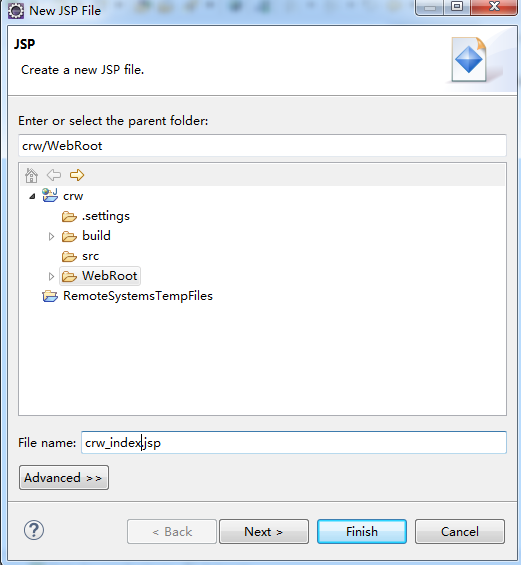 New JSP File
JSP
Create a new JSP file.
Enter or select the parent folder:
crw/WebRoot
crw
.settings
build
src
WebRoot
RemoteSystemsTempFiles
File name: crw_index.jsp
Advanced >>
? < Back Next > Finish Cancel